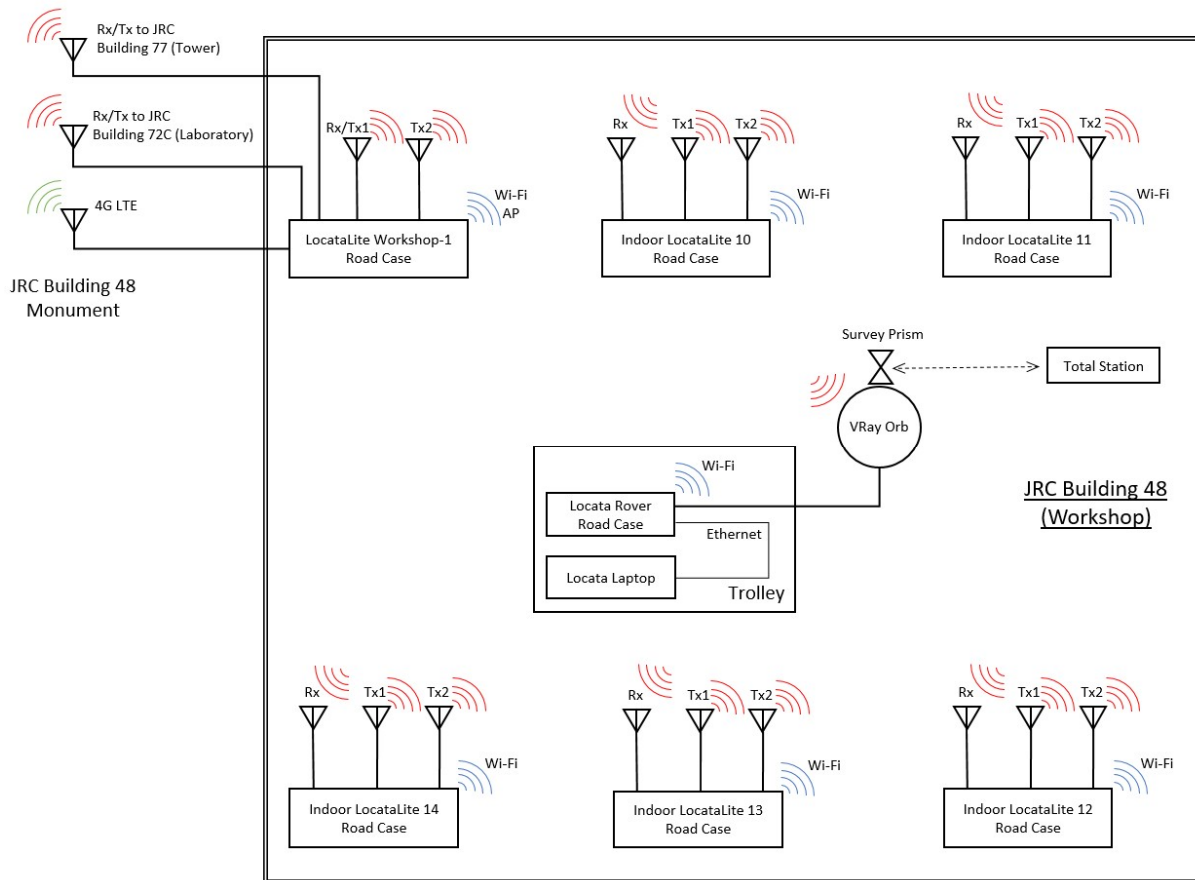 Rx/Tx to JRC
Building 77 (Tower)
Rx/Tx to JRC
Building 72C (Laboratory)
4G LTE
JRC Building 48
Monument
Rx/Tx1
Tx2
Wi-Fi
AP
LocataLite Workshop-1
Road Case
Rx
Tx1
Tx2
Wi-Fi
Indoor LocataLite 10
Road Case
Rx
Tx1
Tx2
Wi-Fi
Indoor LocataLite 11
Road Case
Survey Prism
Total Station
VRay Orb
Wi-Fi
Locata Rover
Road Case
Ethernet
Locata Laptop
Trolley
JRC Building 48
(Workshop)
Rx
Tx1
Tx2
Wi-Fi
Indoor LocataLite 14
Road Case
Rx
Tx1
Tx2
Wi-Fi
Indoor LocataLite 13
Road Case
Rx
Tx1
Tx2
Wi-Fi
Indoor LocataLite 12
Road Case